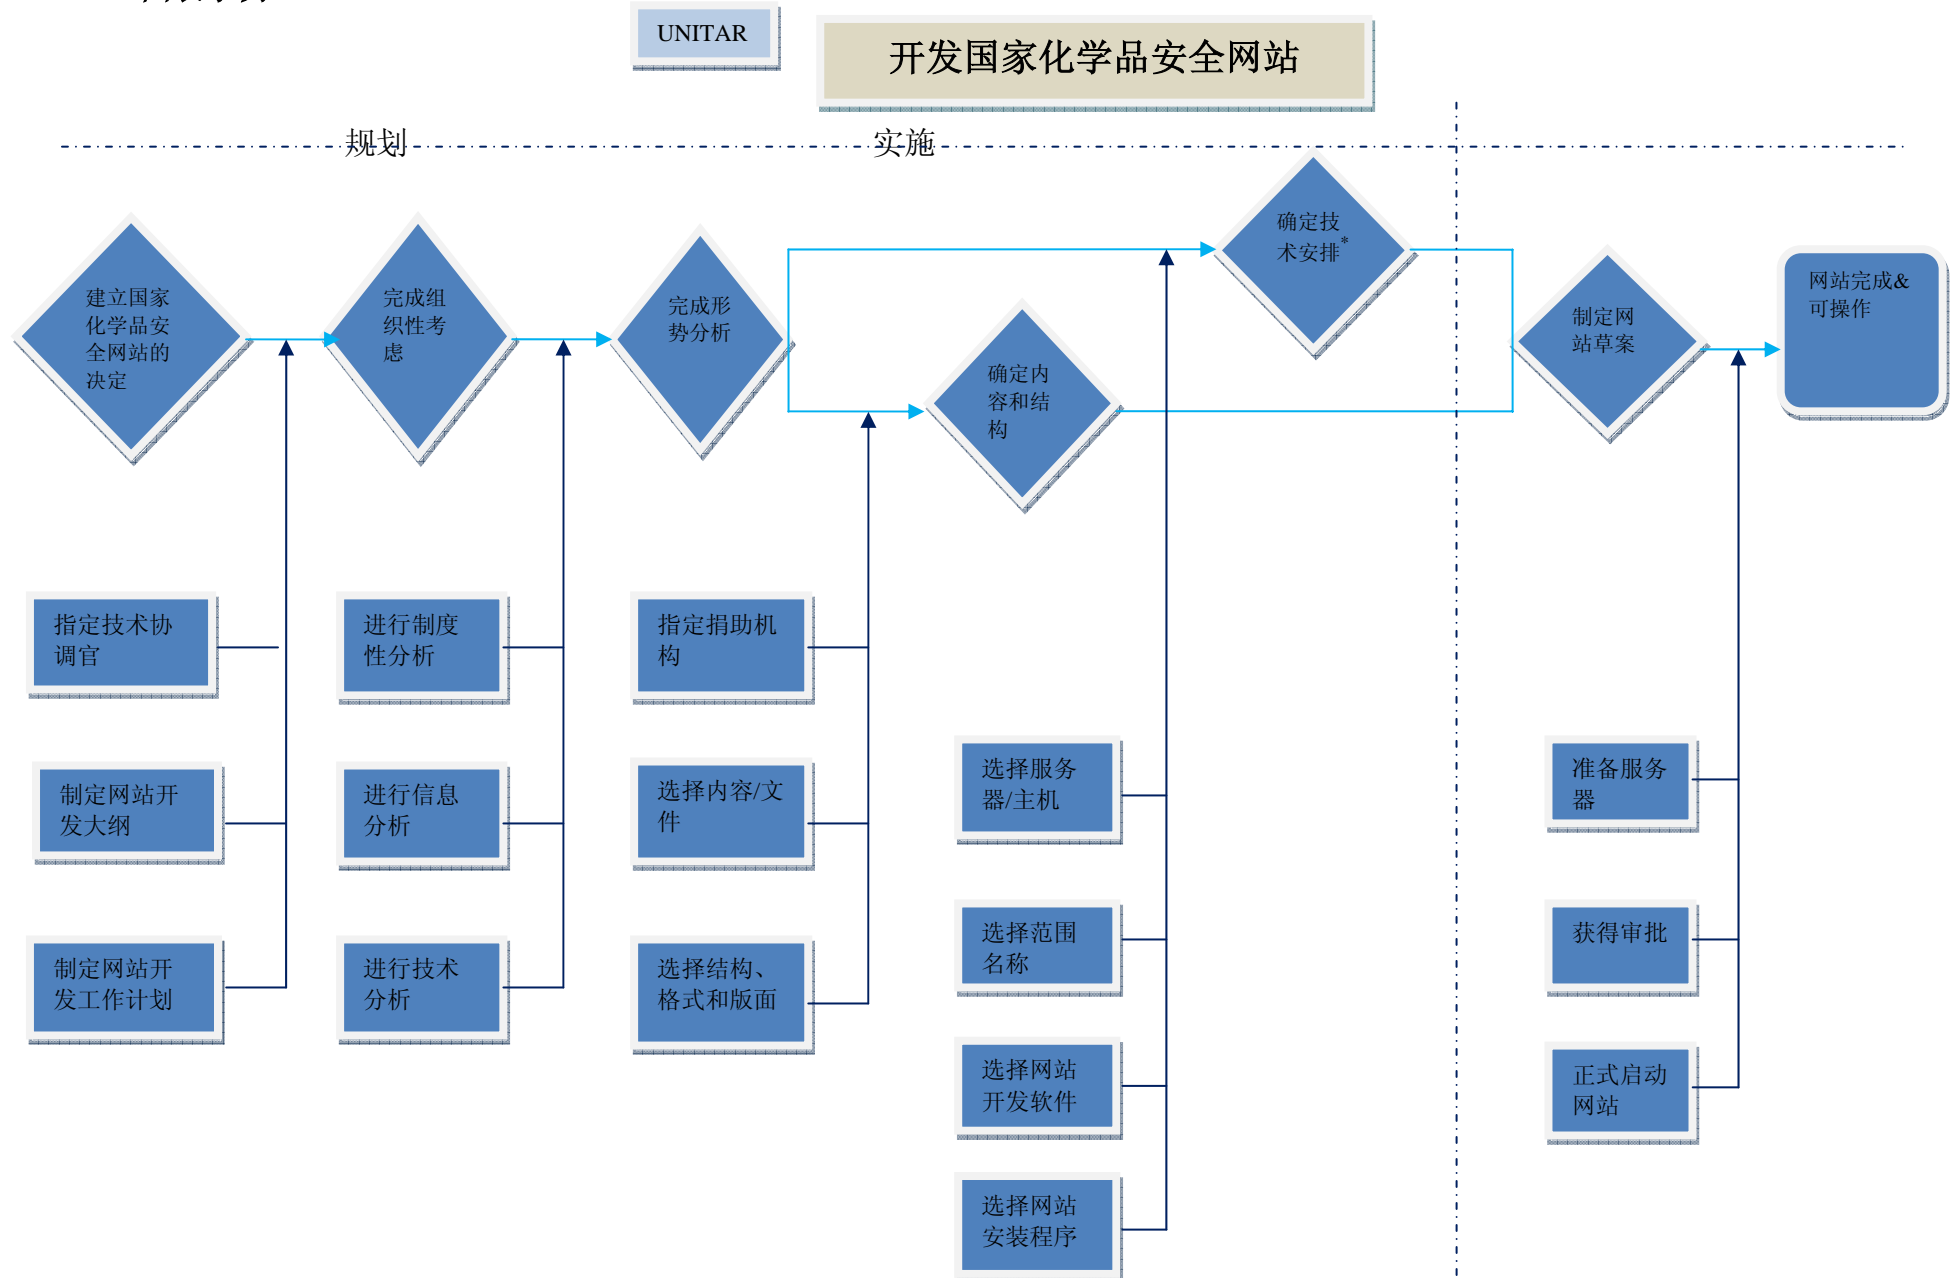 UNITAR
开发国家化学品安全网站
规划
实施
建立国家
化学品安
全网站的
决定
完成组
织性考
虑
完成形
势分析
确定内
容和结
构
确定技
术安排*
制定网
站草案
网站完成&
可操作
指定技术协
调官
制定网站开
发大纲
制定网站开
发工作计划
进行制度
性分析
进行信息
分析
进行技术
分析
指定捐助机
构
选择内容/文
件
选择结构、
格式和版面
选择服务
器/主机
选择范围
名称
选择网站
开发软件
选择网站
安装程序
准备服务
器
获得审批
正式启动
网站